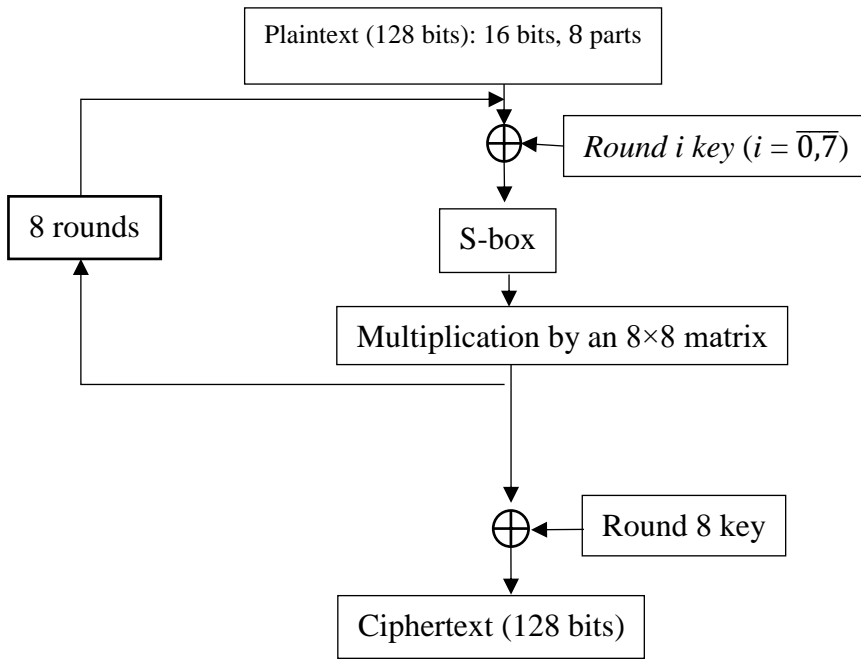 Plaintext (128 bits): 16 bits, 8 parts
Round i key (i = 0,7)
8 rounds
S-box
Multiplication by an 8×8 matrix
Round 8 key
Ciphertext (128 bits)